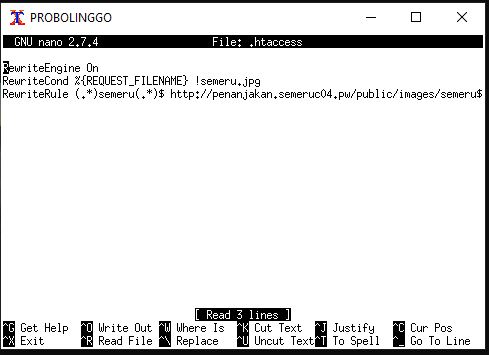 PROBOLINGGO
GNU nano 2.7.4 File: .htaccess
RewriteEngine On
RewriteCond %{REQUEST_FILENAME} !semeru.jpg
RewriteRule (.*)semeru(.*)$ http://penanjakan.semeruc04.pw/public/images/semeru$
[ Read 3 lines ]
^G Get Help ^O Write Out ^W Where Is ^K Cut Text ^J Justify ^C Cur Pos
^X Exit ^R Read File ^\ Replace ^U Uncut Text ^T To Spell ^_ Go To Line